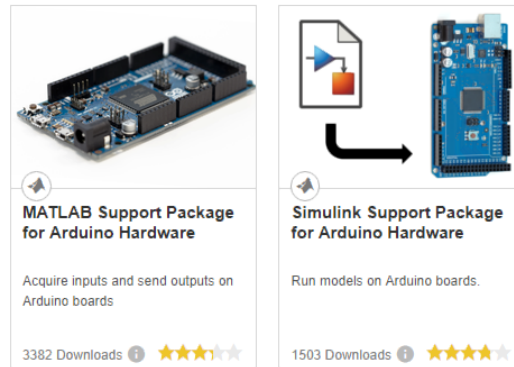 MATLAB Support Package
for Arduino Hardware
Acquire inputs and send outputs on
Arduino boards
3382 Downloads
Simulink Support Package
for Arduino Hardware
Run models on Arduino boards.
1503 Downloads